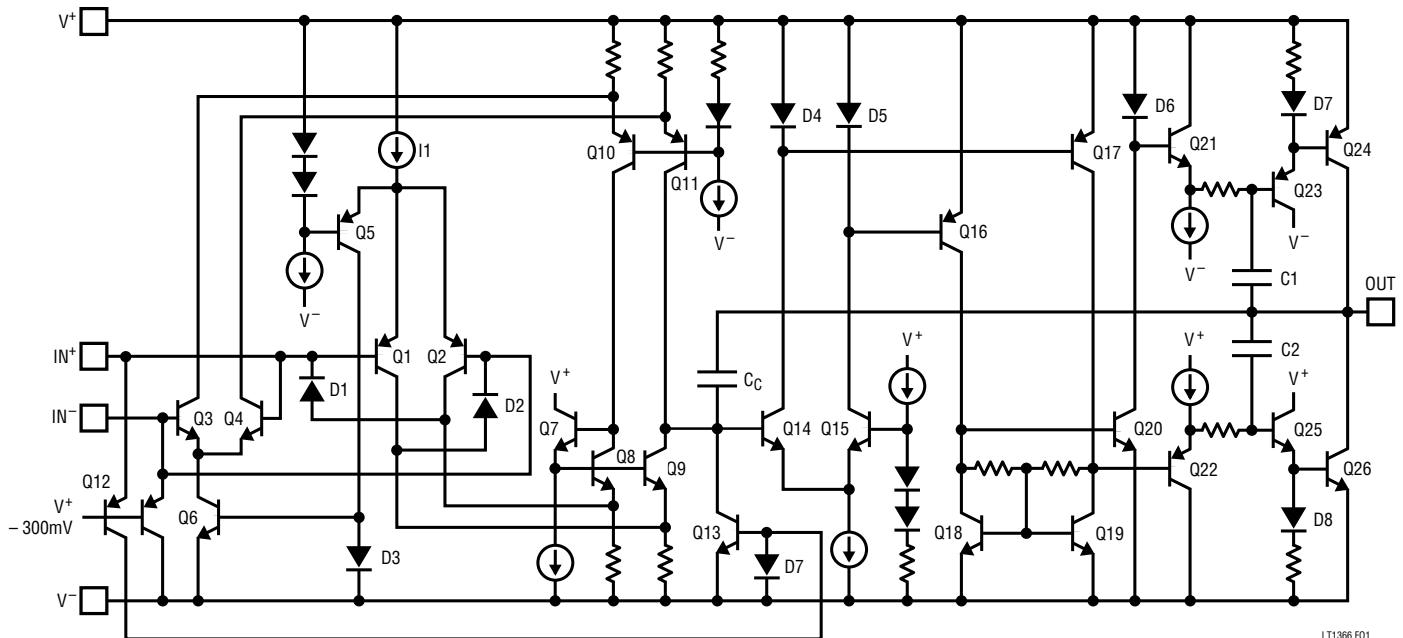 V+
I1
D4
D5
D6
D7
Q21
Q24
Q10
Q11
Q17
Q23
Q5
Q16
V–
V–
V–
V–
C1
OUT
IN+
Q1
Q2
D1
D2
CC
V+
V+
C2
V+
IN–
Q3
Q4
Q7
Q8
Q9
Q14
Q15
Q20
Q22
Q25
Q26
Q12
V+
– 300mV
Q6
D3
Q13
D7
Q18
Q19
D8
V–
LT1366 F01